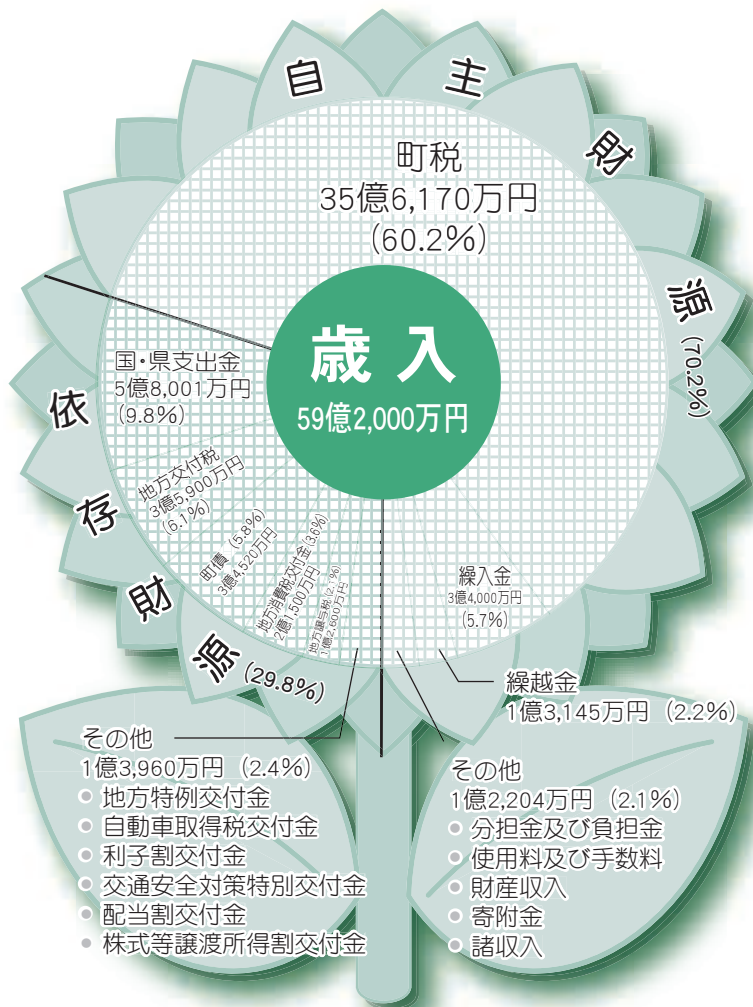 自主財源(70.2%)
町税
35億6,170万円
(60.2%)
歳入
59億2,000万円
国・県支出金
5億8,001万円
(9.8%)
地方交付税
3億5,900万円
(6.1%)
町債 (5.8%)
3億4,520万円
地方消費税交付金(3.6%)
2億1,500万円
地方譲与税(2.1%)
1億2,600万円
繰入金
3億4,000万円
(5.7%)
依存財源(29.8%)
繰越金
1億3,145万円 (2.2%)
その他
1億3,960万円 (2.4%)
● 地方特例交付金
● 自動車取得税交付金
● 利子割交付金
● 交通安全対策特別交付金
● 配当割交付金
● 株式等譲渡所得割交付金
その他
1億2,204万円 (2.1%)
● 分担金及び負担金
● 使用料及び手数料
● 財産収入
● 寄附金
● 諸収入